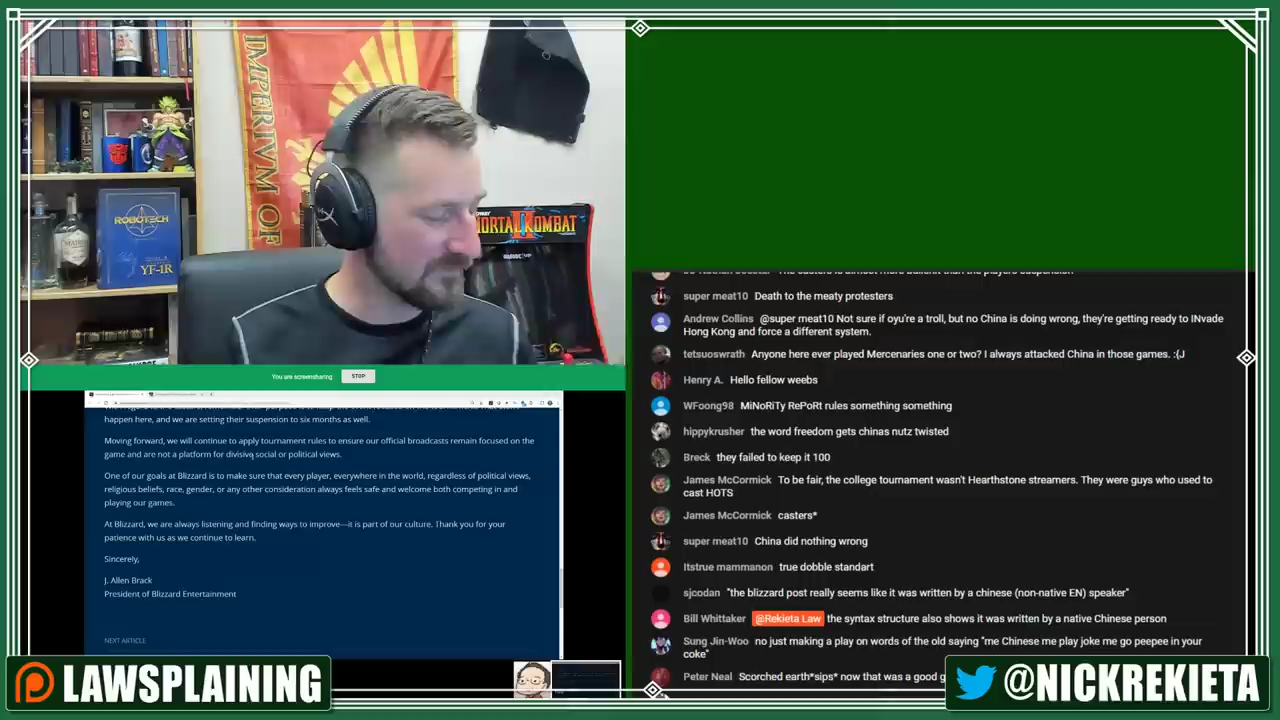 IMPERIVM OF
ROBOTECH
YF-1R
MORTAL KOMBAT
II
You are screensharing
STOP
happen here, and we are setting their suspension to six months as well.
Moving forward, we will continue to apply tournament rules to ensure our official broadcasts remain focused on the
game and are not a platform for divisive social or political views.
One of our goals at Blizzard is to make sure that every player, everywhere in the world, regardless of political views,
religious beliefs, race, gender, or any other consideration always feels safe and welcome both competing in and
playing our games.
At Blizzard, we are always listening and finding ways to improve—it is part of our culture. Thank you for your
patience with us as we continue to learn.
Sincerely,
J. Allen Brack
President of Blizzard Entertainment
NEXT ARTICLE
super meat10 Death to the meaty protesters
Andrew Collins @super meat10 Not sure if oyu're a troll, but no China is doing wrong, they're getting ready to INvade
Hong Kong and force a different system.
tetsuoswrath Anyone here ever played Mercenaries one or two? I always attacked China in those games. :(J
Henry A. Hello fellow weebs
WFoong98 MiNoRiTy RePoRt rules something something
hippykrusher the word freedom gets chinas nutz twisted
Breck they failed to keep it 100
James McCormick To be fair, the college tournament wasn't Hearthstone streamers. They were guys who used to
cast HOTS
James McCormick casters*
super meat10 China did nothing wrong
Itstrue mammanon true dobble standart
sjcodan "the blizzard post really seems like it was written by a chinese (non-native EN) speaker"
Bill Whittaker @Rekieta Law the syntax structure also shows it was written by a native Chinese person
Sung Jin-Woo no just making a play on words of the old saying "me Chinese me play joke me go peepee in your
coke"
Peter Neal Scorched earth*sips* now that was a good
LAWSPLAINING
@NICKREKIETA